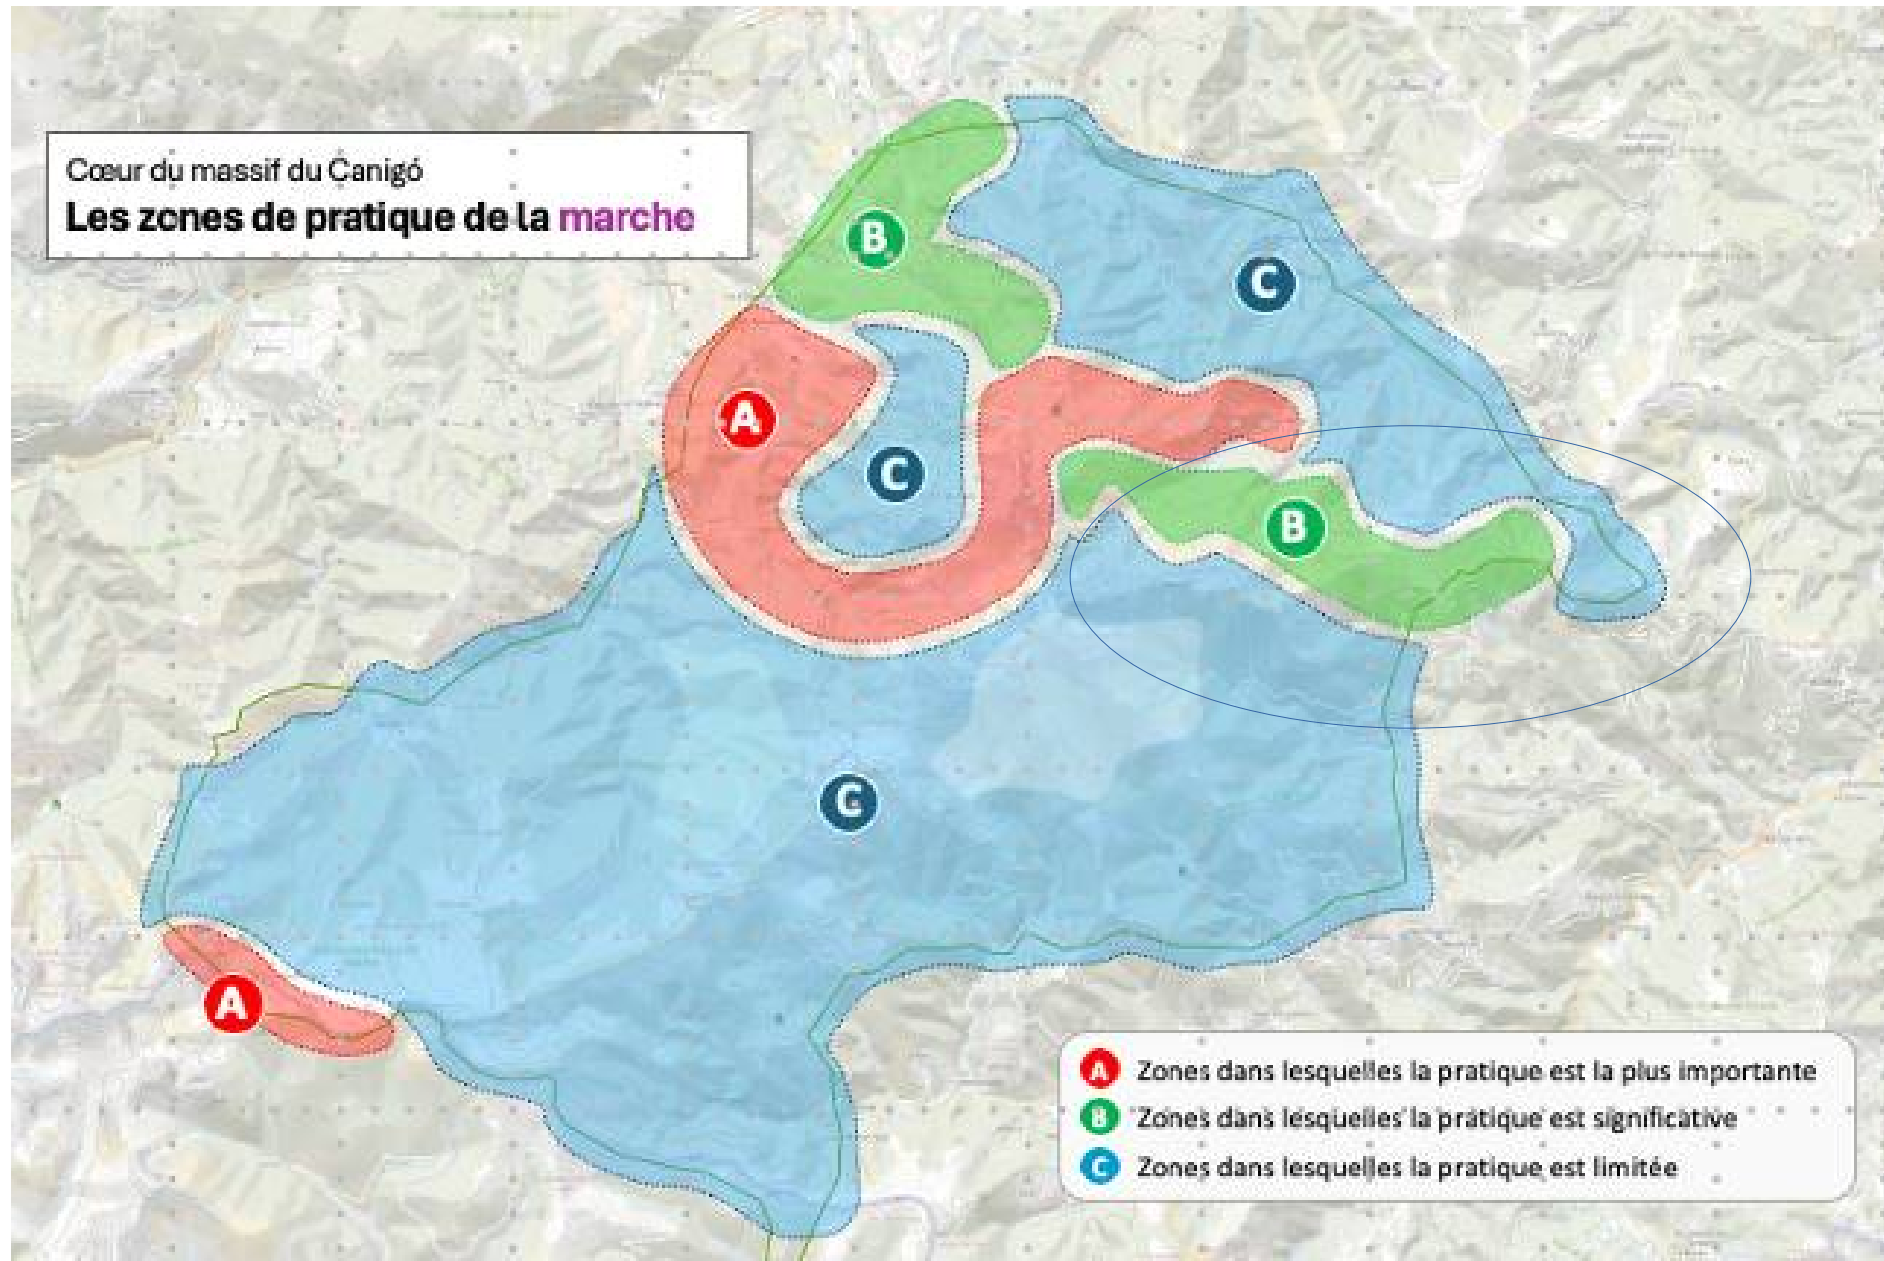 Cœur du massif du Canigó
Les zones de pratique de la marche
B
C
A
C
B
C
A
A Zones dans lesquelles la pratique est la plus importante
B Zones dans lesquelles la pratique est significative
C Zones dans lesquelles la pratique est limitée